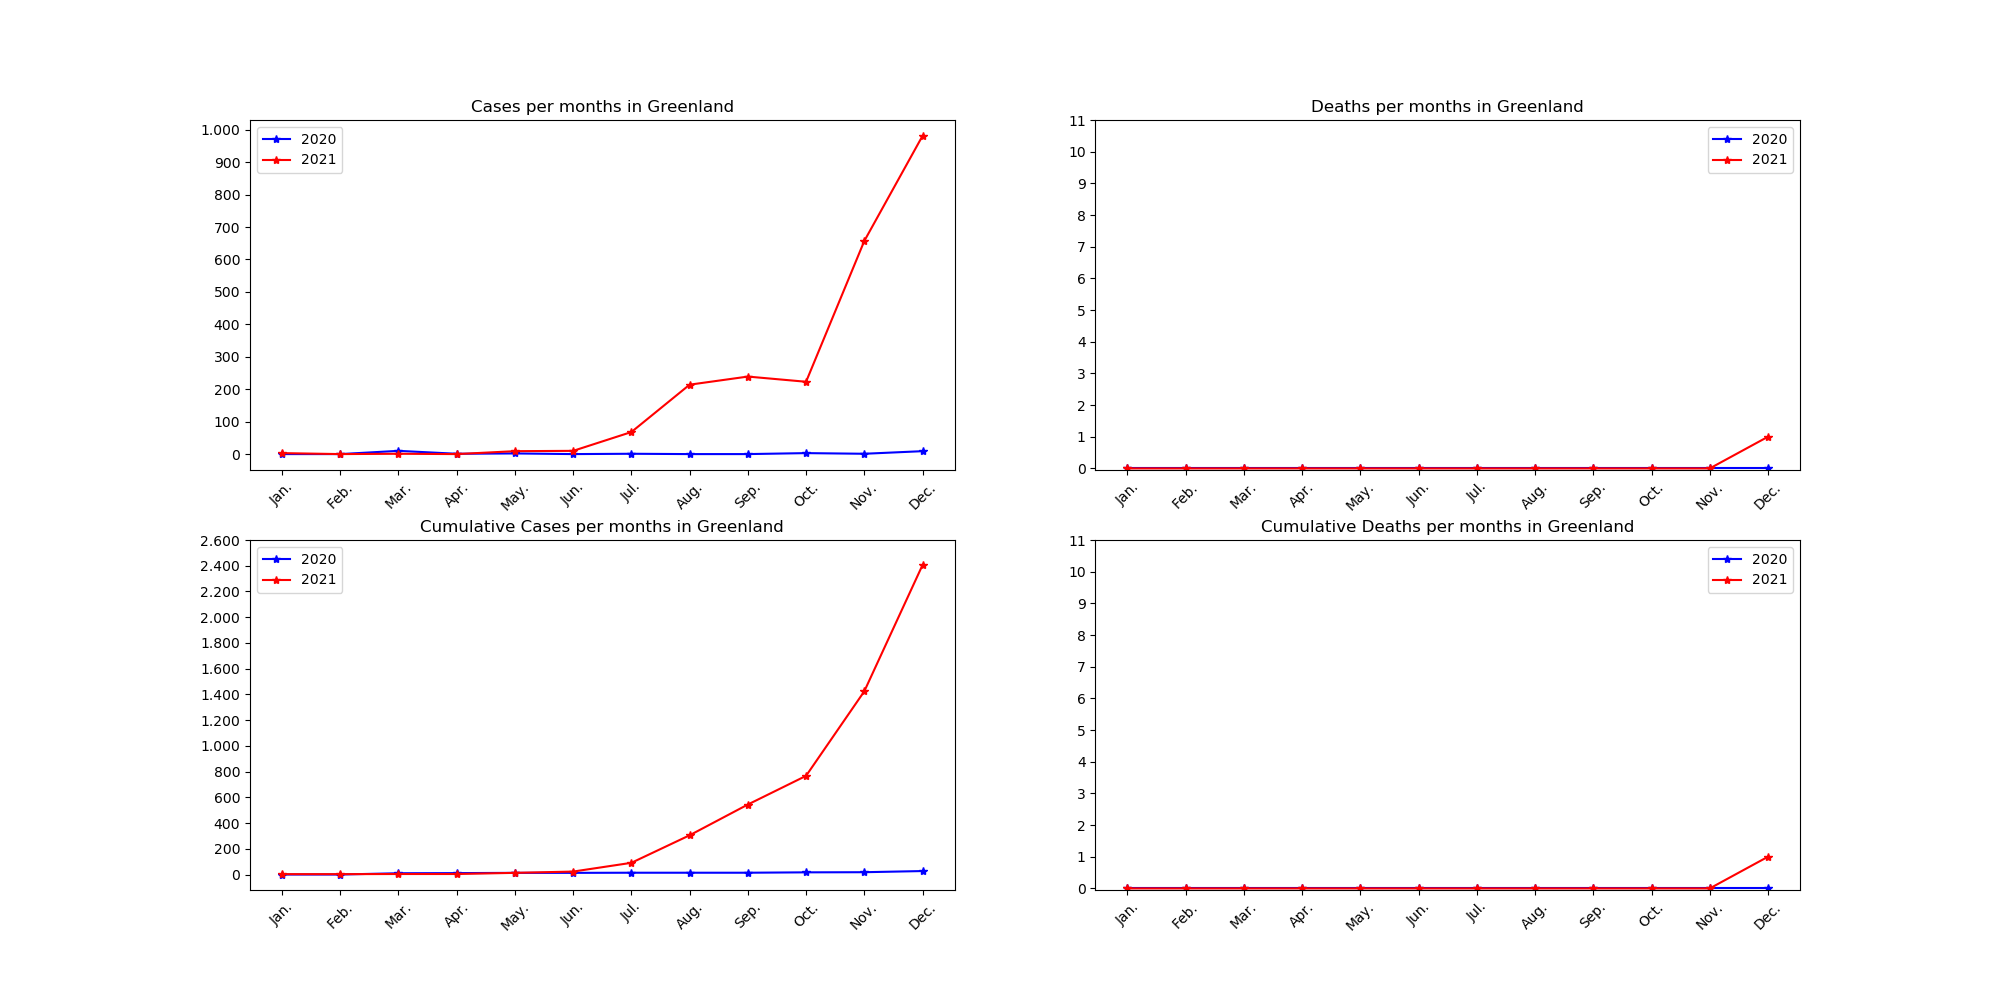 Cases per months in Greenland
1.000
900
800
700
600
500
400
300
200
100
0
2020
2021
Jan.
Feb.
Mar.
Apr.
May.
Jun.
Jul.
Aug.
Sep.
Oct.
Nov.
Dec.
Deaths per months in Greenland
11
10
9
8
7
6
5
4
3
2
1
0
2020
2021
Jan.
Feb.
Mar.
Apr.
May.
Jun.
Jul.
Aug.
Sep.
Oct.
Nov.
Dec.
Cumulative Cases per months in Greenland
2.600
2.400
2.200
2.000
1.800
1.600
1.400
1.200
1.000
800
600
400
200
0
2020
2021
Jan.
Feb.
Mar.
Apr.
May.
Jun.
Jul.
Aug.
Sep.
Oct.
Nov.
Dec.
Cumulative Deaths per months in Greenland
11
10
9
8
7
6
5
4
3
2
1
0
2020
2021
Jan.
Feb.
Mar.
Apr.
May.
Jun.
Jul.
Aug.
Sep.
Oct.
Nov.
Dec.